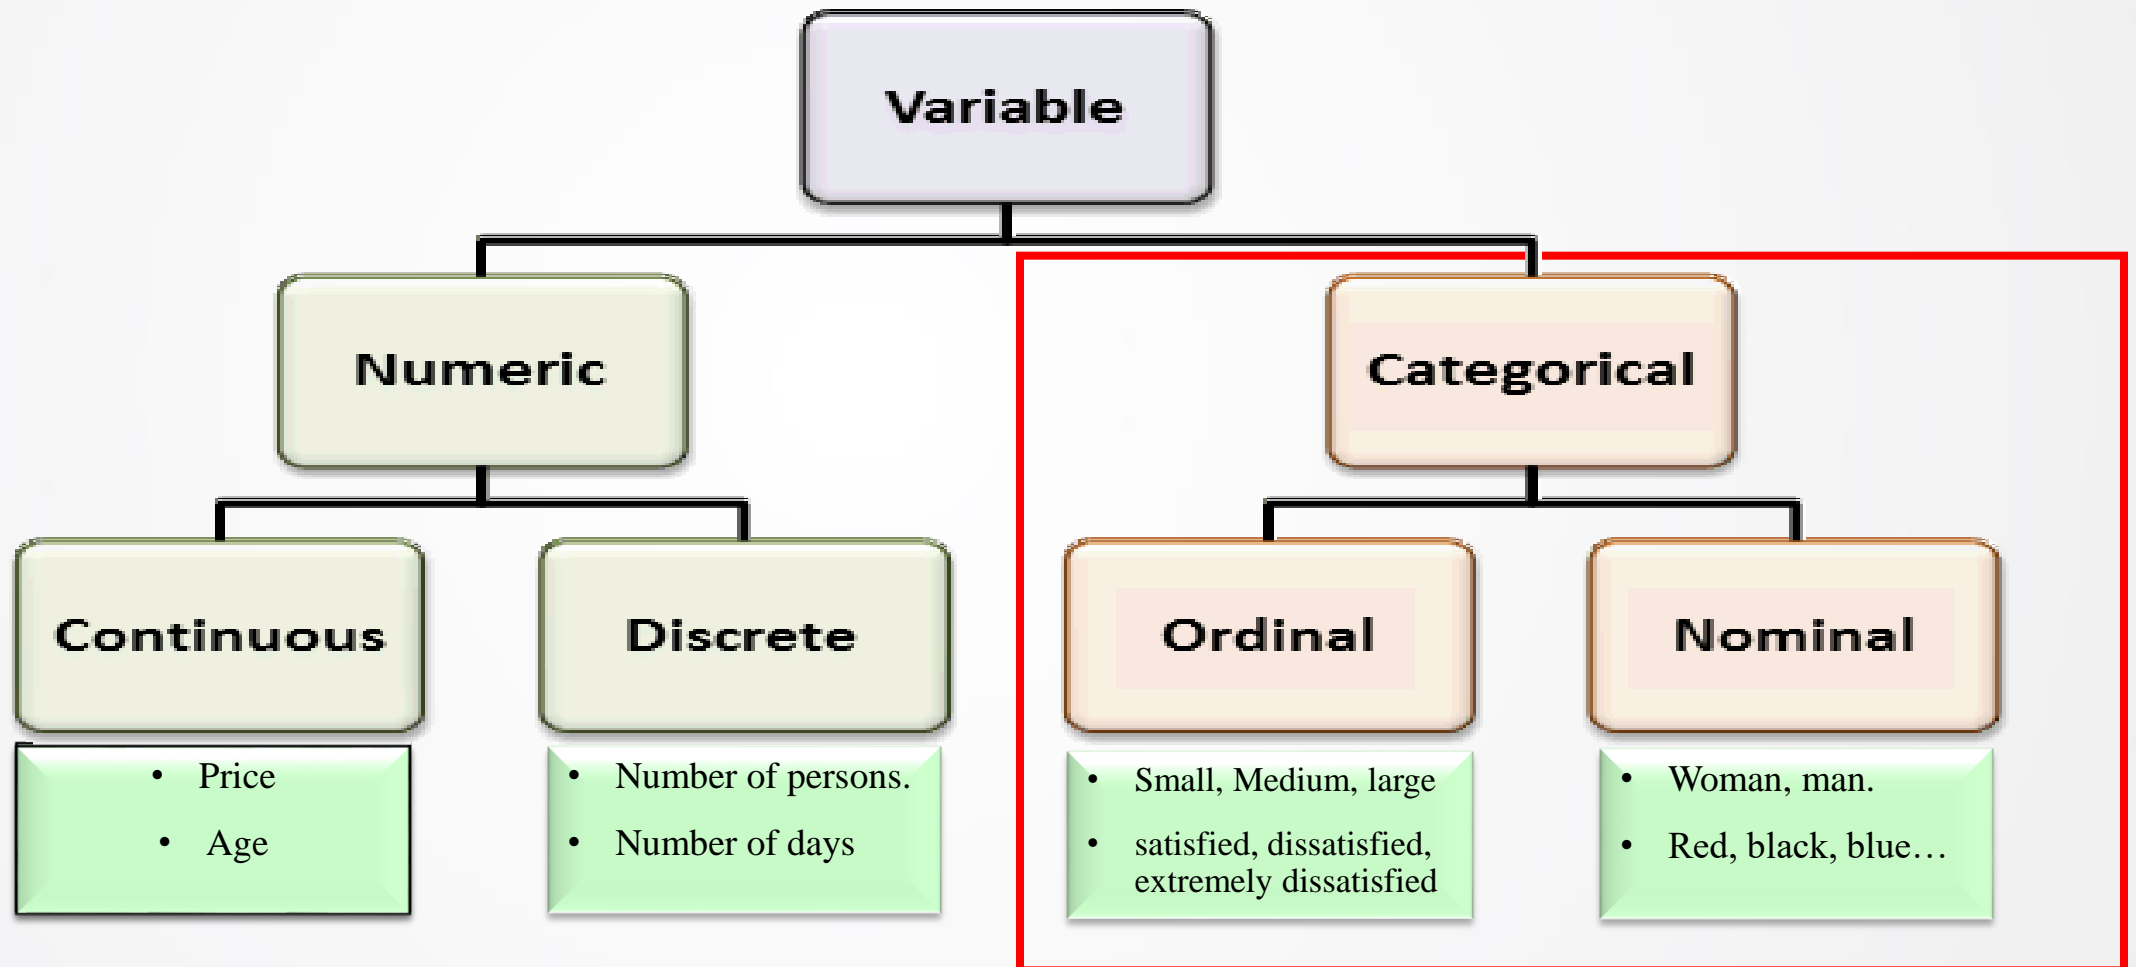 Variable
Numeric
Categorical
Continuous
Discrete
Ordinal
Nominal
• Price
• Age
• Number of persons.
• Number of days
• Small, Medium, large
• satisfied, dissatisfied,
extremely dissatisfied
• Woman, man.
• Red, black, blue…